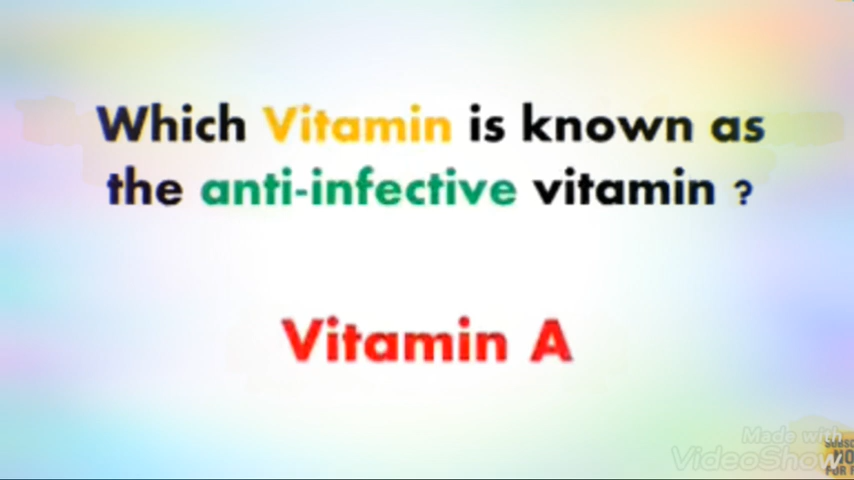 Which Vitamin is known as
the anti-infective vitamin ?
Vitamin A
Made with
VideoShow